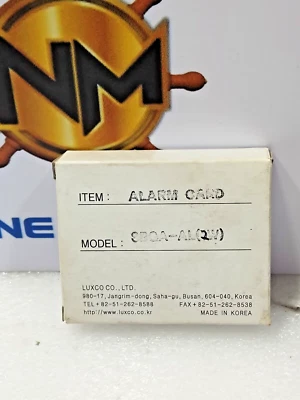 NM
NE
ITEM : ALARM CARD
MODEL : SBQA-AL(2W)
LUXCO CO., LTD.
980-17, Jangrim-dong, Saha-gu, Busan, 604-040, Korea
TEL +82-51-262-8588 FAX +82-51-262-8538
http://www.luxco.co.kr MADE IN KOREA